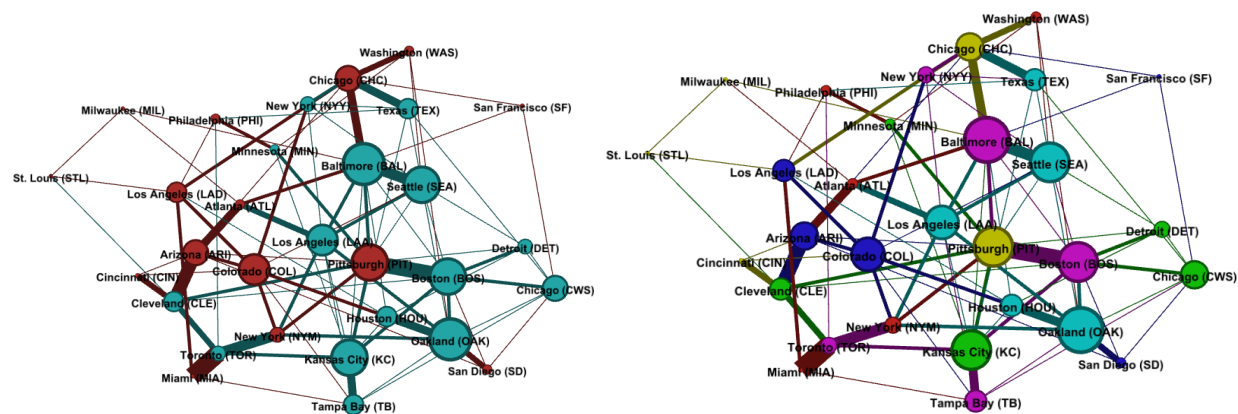 Washington (WAS)
Chicago (CHC)
New York (NYY)
Texas (TEX)
San Francisco (SF)
Milwaukee (MIL)
Philadelphia (PHI)
Minnesota (MIN)
Baltimore (BAL)
Seattle (SEA)
St. Louis (STL)
Los Angeles (LAD)
Atlanta (ATL)
Los Angeles (LAA)
Detroit (DET)
Arizona (ARI)
Pittsburgh (PIT)
Cincinnati (CIN)
Colorado (COL)
Boston (BOS)
Chicago (CWS)
Cleveland (CLE)
Houston (HOU)
New York (NYM)
Oakland (OAK)
Toronto (TOR)
Kansas City (KC)
Miami (MIA)
San Diego (SD)
Tampa Bay (TB)
Washington (WAS)
Chicago (CHC)
New York (NYY)
Texas (TEX)
San Francisco (SF)
Milwaukee (MIL)
Philadelphia (PHI)
Minnesota (MIN)
Baltimore (BAL)
Seattle (SEA)
St. Louis (STL)
Los Angeles (LAD)
Atlanta (ATL)
Los Angeles (LAA)
Detroit (DET)
Arizona (ARI)
Pittsburgh (PIT)
Cincinnati (CIN)
Colorado (COL)
Boston (BOS)
Chicago (CWS)
Cleveland (CLE)
Houston (HOU)
New York (NYM)
Oakland (OAK)
Toronto (TOR)
Kansas City (KC)
Miami (MIA)
San Diego (SD)
Tampa Bay (TB)